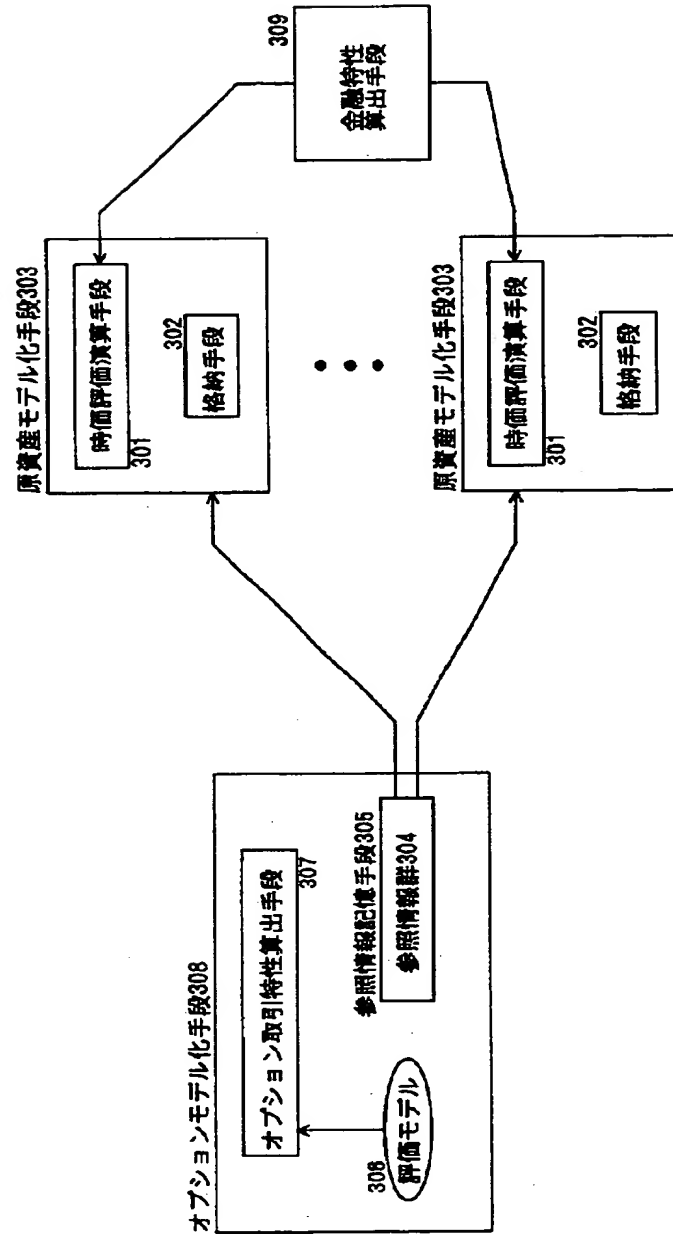 オプションモデル化手段308
オプション取引特性算出手段
307
306
評価モデル
参照情報記憶手段305
参照情報群304
原資産モデル化手段303
時価評価演算手段
301
302
格納手段
原資産モデル化手段303
時価評価演算手段
301
302
格納手段
309
金融特性
算出手段